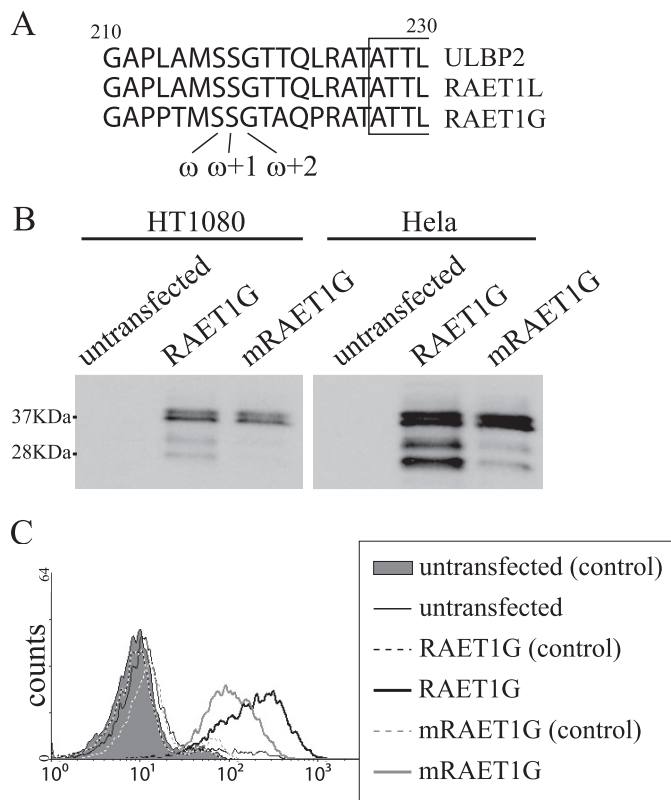 A
210 230
GAPLAMSSGTTQLRATATTL ULBP2
GAPLAMSSGTTQLRATATTL RAET1L
GAPPTMSSGTAQPRATATTL RAET1G
ω ω+1 ω+2
B
HT1080 Hela
untransfected RAET1G mRAET1G untransfected RAET1G mRAET1G
37KDa
28KDa
C
64
counts
0
10⁰ 10¹ 10² 10³
untransfected (control)
untransfected
RAET1G (control)
RAET1G
mRAET1G (control)
mRAET1G